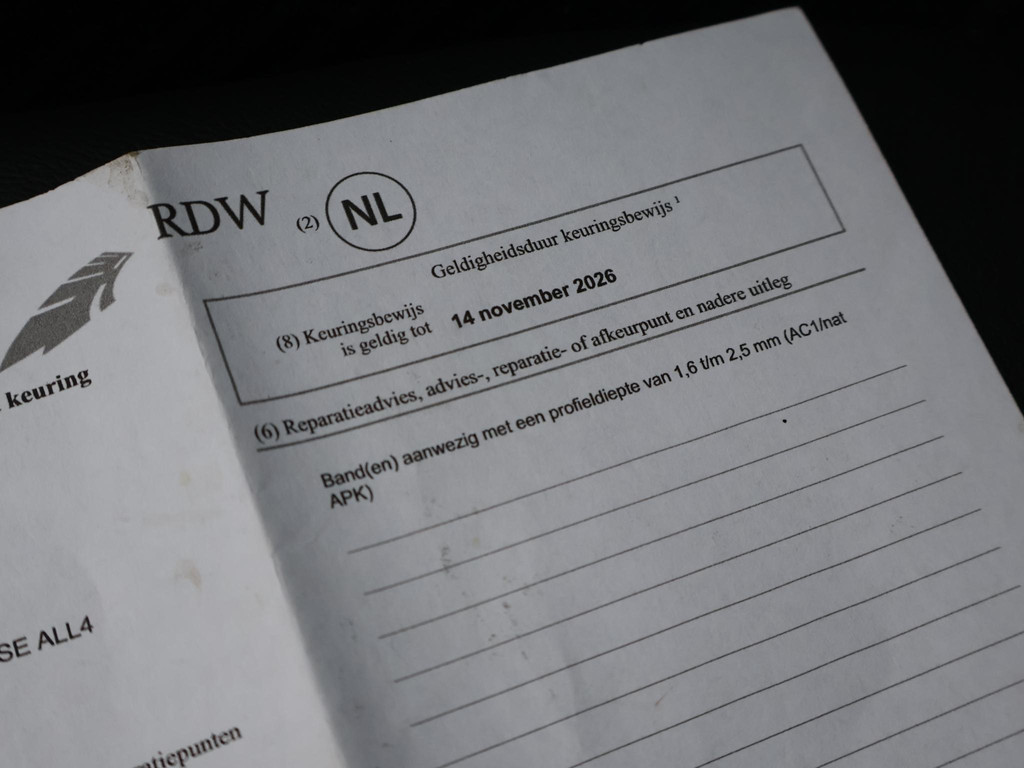 RDW (2) NL
Geldigheidsduur keuringsbewijs ¹
(8) Keuringsbewijs
is geldig tot 14 november 2026
(6) Reparatieadvies, advies-, reparatie- of afkeurpunt en nadere uitleg
Band(en) aanwezig met een profieldiepte van 1,6 t/m 2,5 mm (AC1/nat
APK)
keuring
SE ALL4
atiepunten